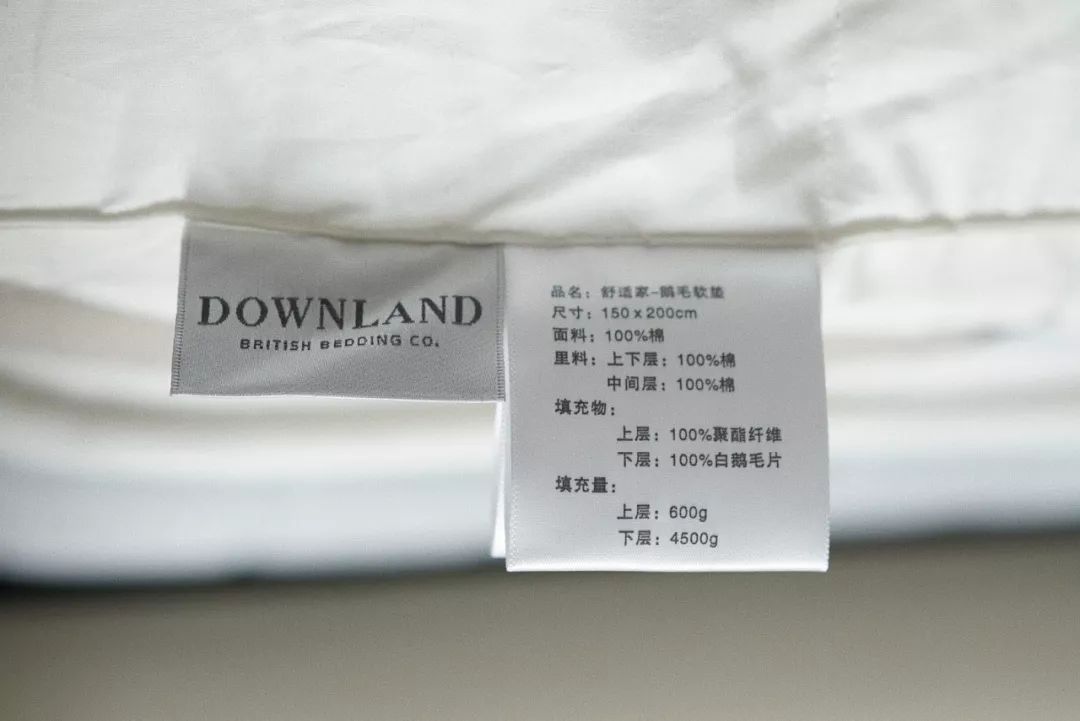 DOWNLAND
BRITISH BEDDING CO.
品名：舒适家-鹅毛软垫
尺寸：150 x 200cm
面料：100%棉
里料：上下层：100%棉
中间层：100%棉
填充物：
上层：100%聚酯纤维
下层：100%白鹅毛片
填充量：
上层：600g
下层：4500g